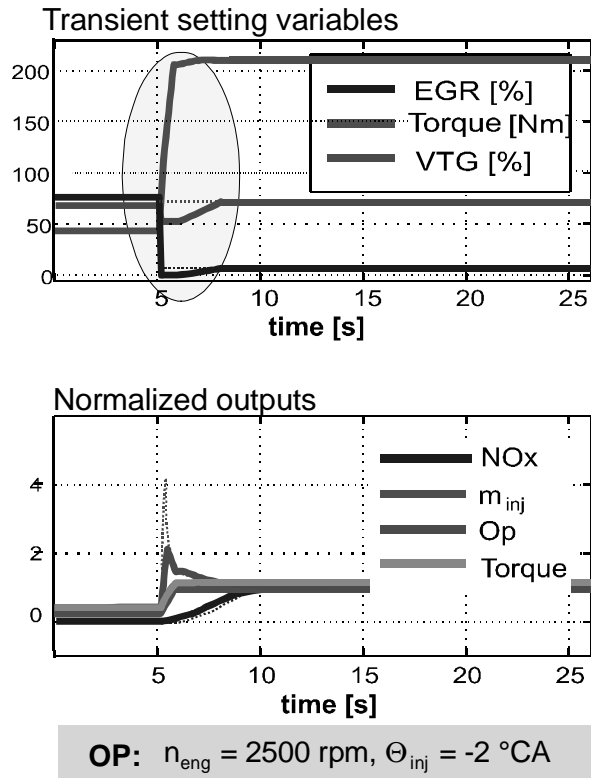 Transient setting variables
200
150
100
50
0
EGR [%]
Torque [Nm]
VTG [%]
5 10 15 20 25
time [s]
Normalized outputs
4
2
0
NOx
m inj
Op
Torque
5 10 15 20 25
time [s]
OP: n eng = 2500 rpm, Θ inj = -2 °CA